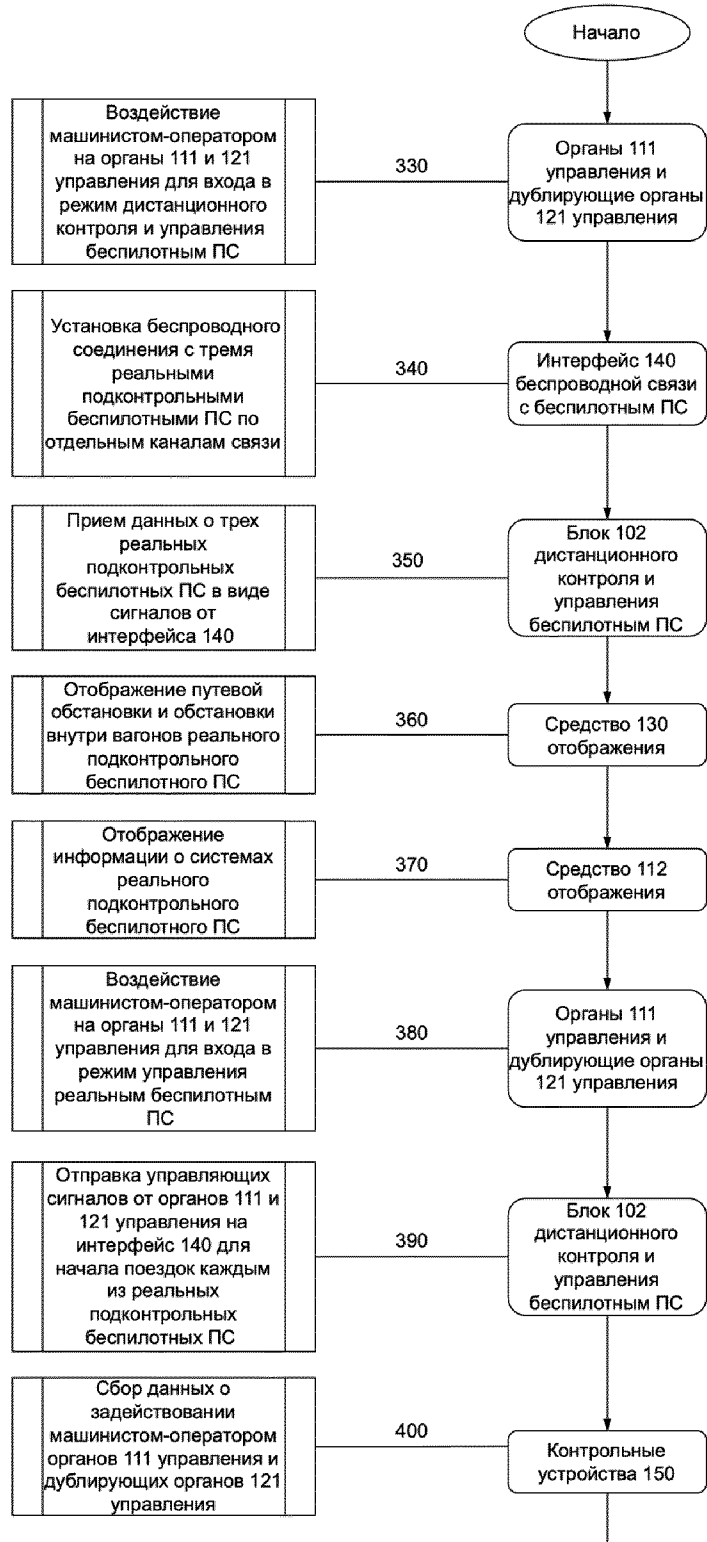 Начало
Воздействие
машинистом-оператором
на органы 111 и 121
управления для входа в
режим дистанционного
контроля и управления
беспилотным ПС
330
Органы 111
управления и
дублирующие органы
121 управления
Установка беспроводного
соединения с тремя
реальными
подконтрольными
беспилотными ПС по
отдельным каналам связи
340
Интерфейс 140
беспроводной связи
с беспилотным ПС
Прием данных о трех
реальных
подконтрольных
беспилотных ПС в виде
сигналов от
интерфейса 140
350
Блок 102
дистанционного
контроля и
управления
беспилотным ПС
Отображение путевой
обстановки и обстановки
внутри вагонов реального
подконтрольного
беспилотного ПС
360
Средство 130
отображения
Отображение
информации о системах
реального
подконтрольного
беспилотного ПС
370
Средство 112
отображения
Воздействие
машинистом-оператором
на органы 111 и 121
управления для входа в
режим управления
реальным беспилотным
ПС
380
Органы 111
управления и
дублирующие органы
121 управления
Отправка управляющих
сигналов от органов 111 и
121 управления на
интерфейс 140 для
начала поездок каждым
из реальных
подконтрольных
беспилотных ПС
390
Блок 102
дистанционного
контроля и
управления
беспилотным ПС
Сбор данных о
задействовании
машинистом-оператором
органов 111 управления и
дублирующих органов 121
управления
400
Контрольные
устройства 150